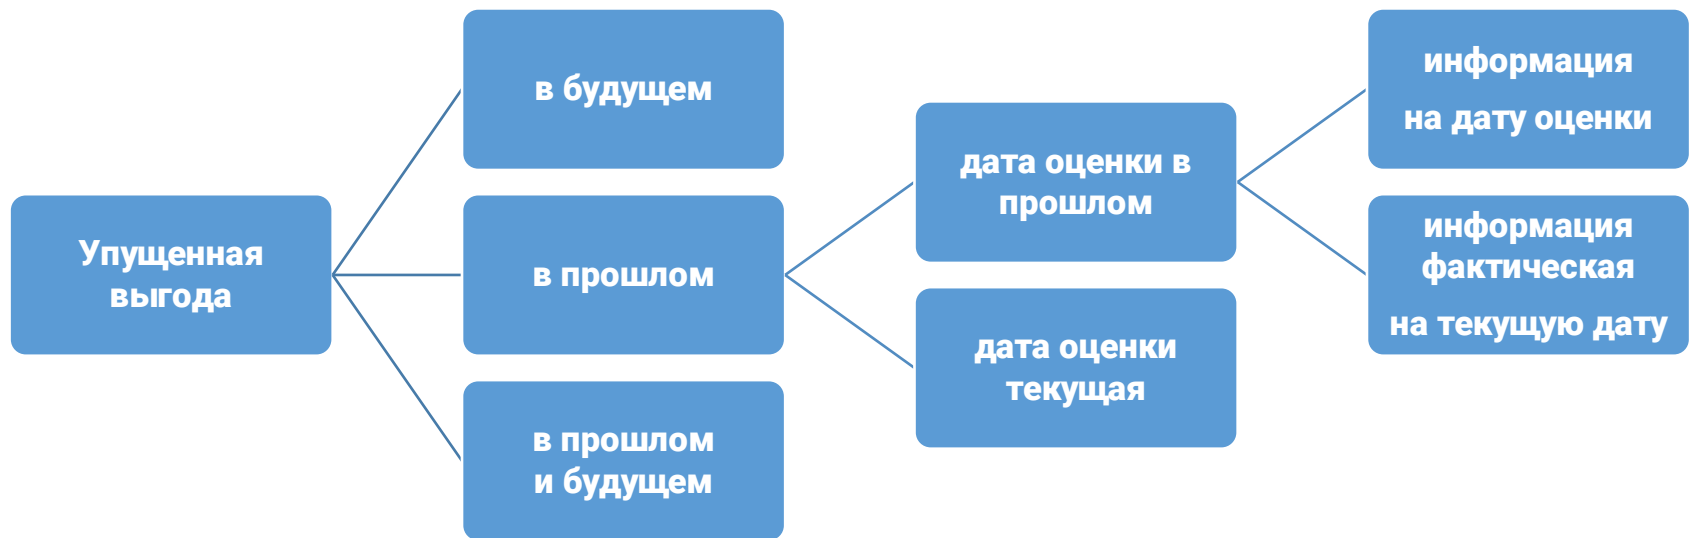 Упущенная
выгода
в будущем
в прошлом
в прошлом
и будущем
дата оценки в
прошлом
дата оценки
текущая
информация
на дату оценки
информация
фактическая
на текущую дату